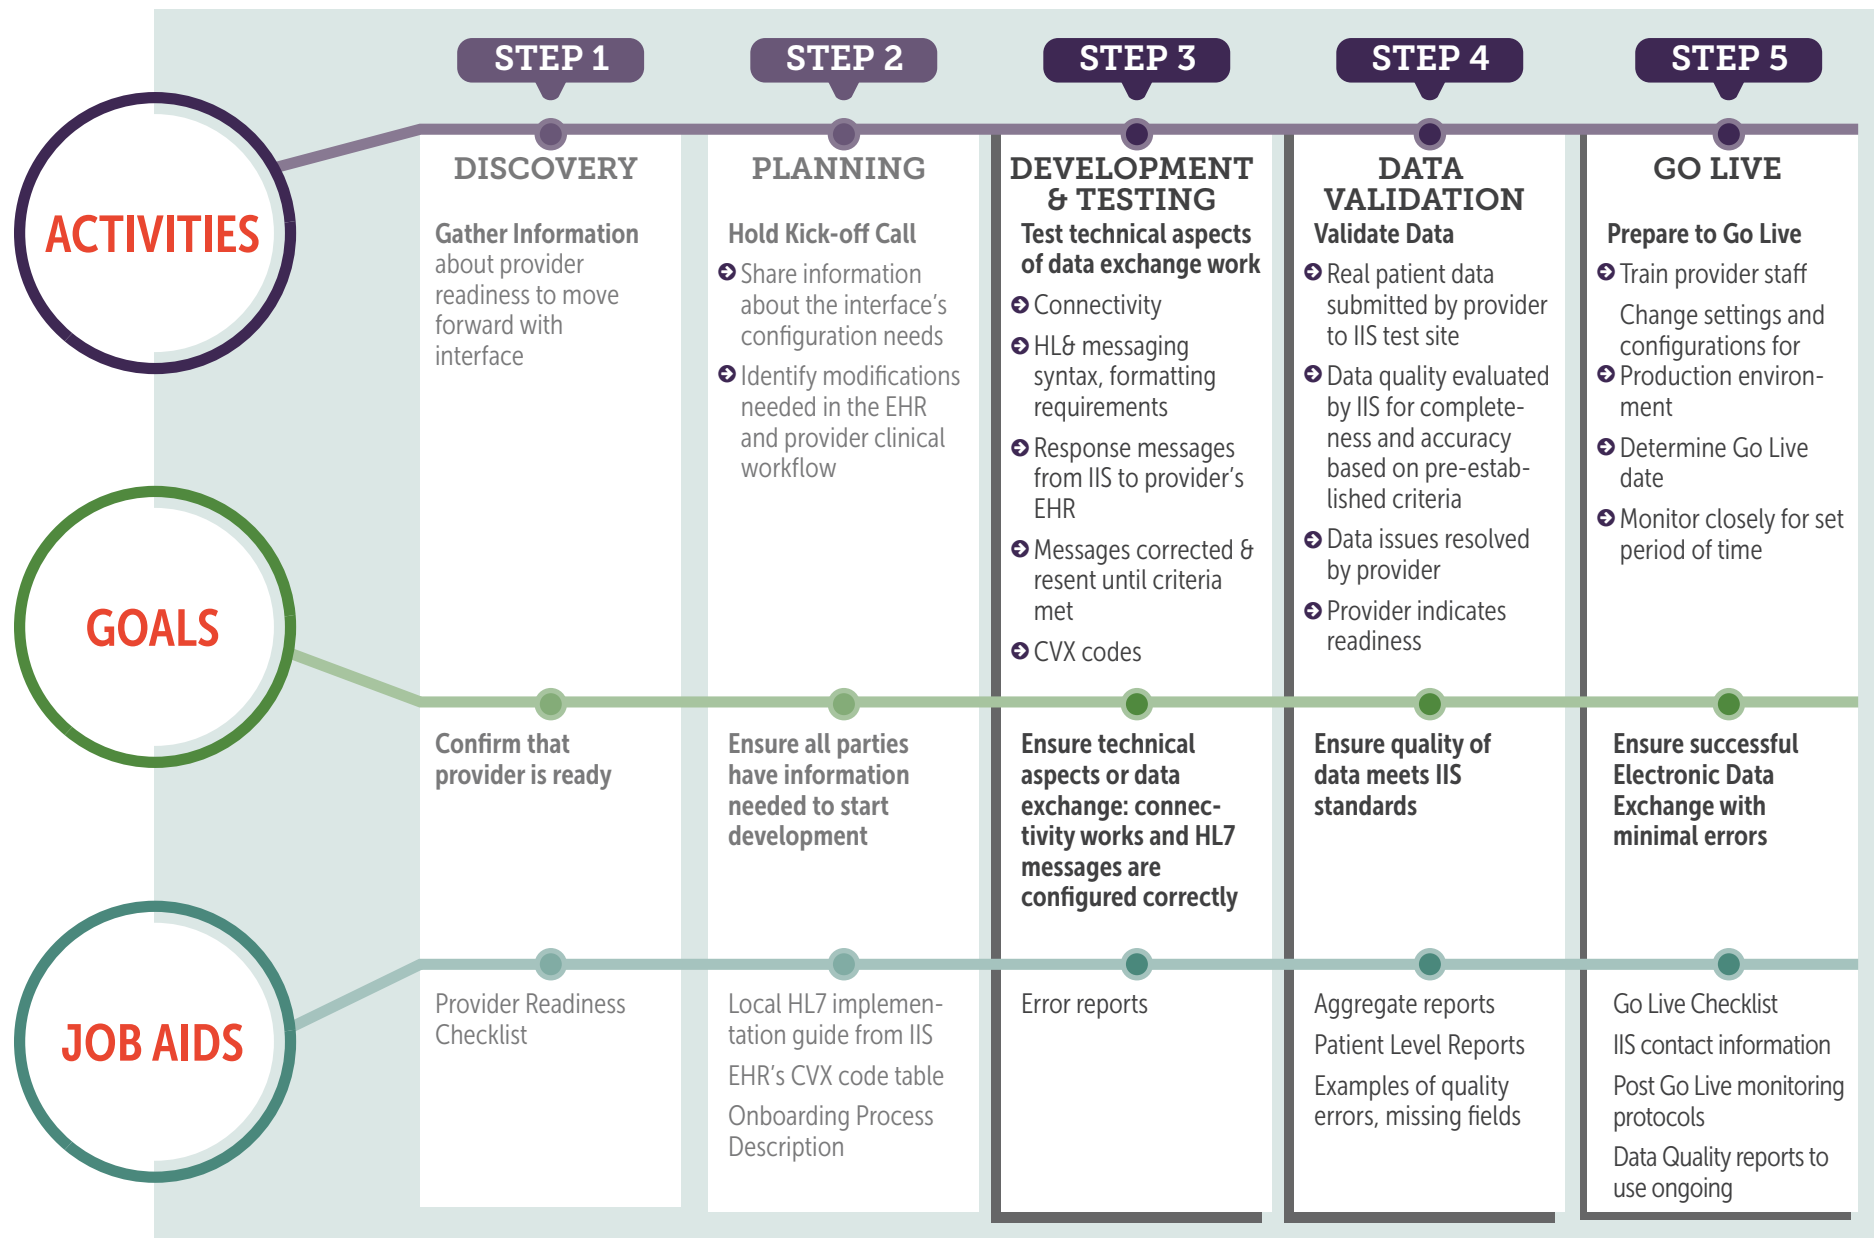 STEP 1
STEP 2
STEP 3
STEP 4
STEP 5
ACTIVITIES
DISCOVERY
Gather Information
about provider
readiness to move
forward with
interface
PLANNING
Hold Kick-off Call
Share information
about the interface's
configuration needs
Identify modifications
needed in the EHR
and provider clinical
workflow
DEVELOPMENT
& TESTING
Test technical aspects
of data exchange work
Connectivity
HL& messaging
syntax, formatting
requirements
Response messages
from IIS to provider's
EHR
Messages corrected &
resent until criteria
met
CVX codes
DATA
VALIDATION
Validate Data
Real patient data
submitted by provider
to IIS test site
Data quality evaluated
by IIS for complete-
ness and accuracy
based on pre-estab-
lished criteria
Data issues resolved
by provider
Provider indicates
readiness
GO LIVE
Prepare to Go Live
Train provider staff
Change settings and
configurations for
Production environ-
ment
Determine Go Live
date
Monitor closely for set
period of time
GOALS
Confirm that
provider is ready
Ensure all parties
have information
needed to start
development
Ensure technical
aspects or data
exchange: connec-
tivity works and HL7
messages are
configured correctly
Ensure quality of
data meets IIS
standards
Ensure successful
Electronic Data
Exchange with
minimal errors
JOB AIDS
Provider Readiness
Checklist
Local HL7 implemen-
tation guide from IIS
EHR's CVX code table
Onboarding Process
Description
Error reports
Aggregate reports
Patient Level Reports
Examples of quality
errors, missing fields
Go Live Checklist
IIS contact information
Post Go Live monitoring
protocols
Data Quality reports to
use ongoing